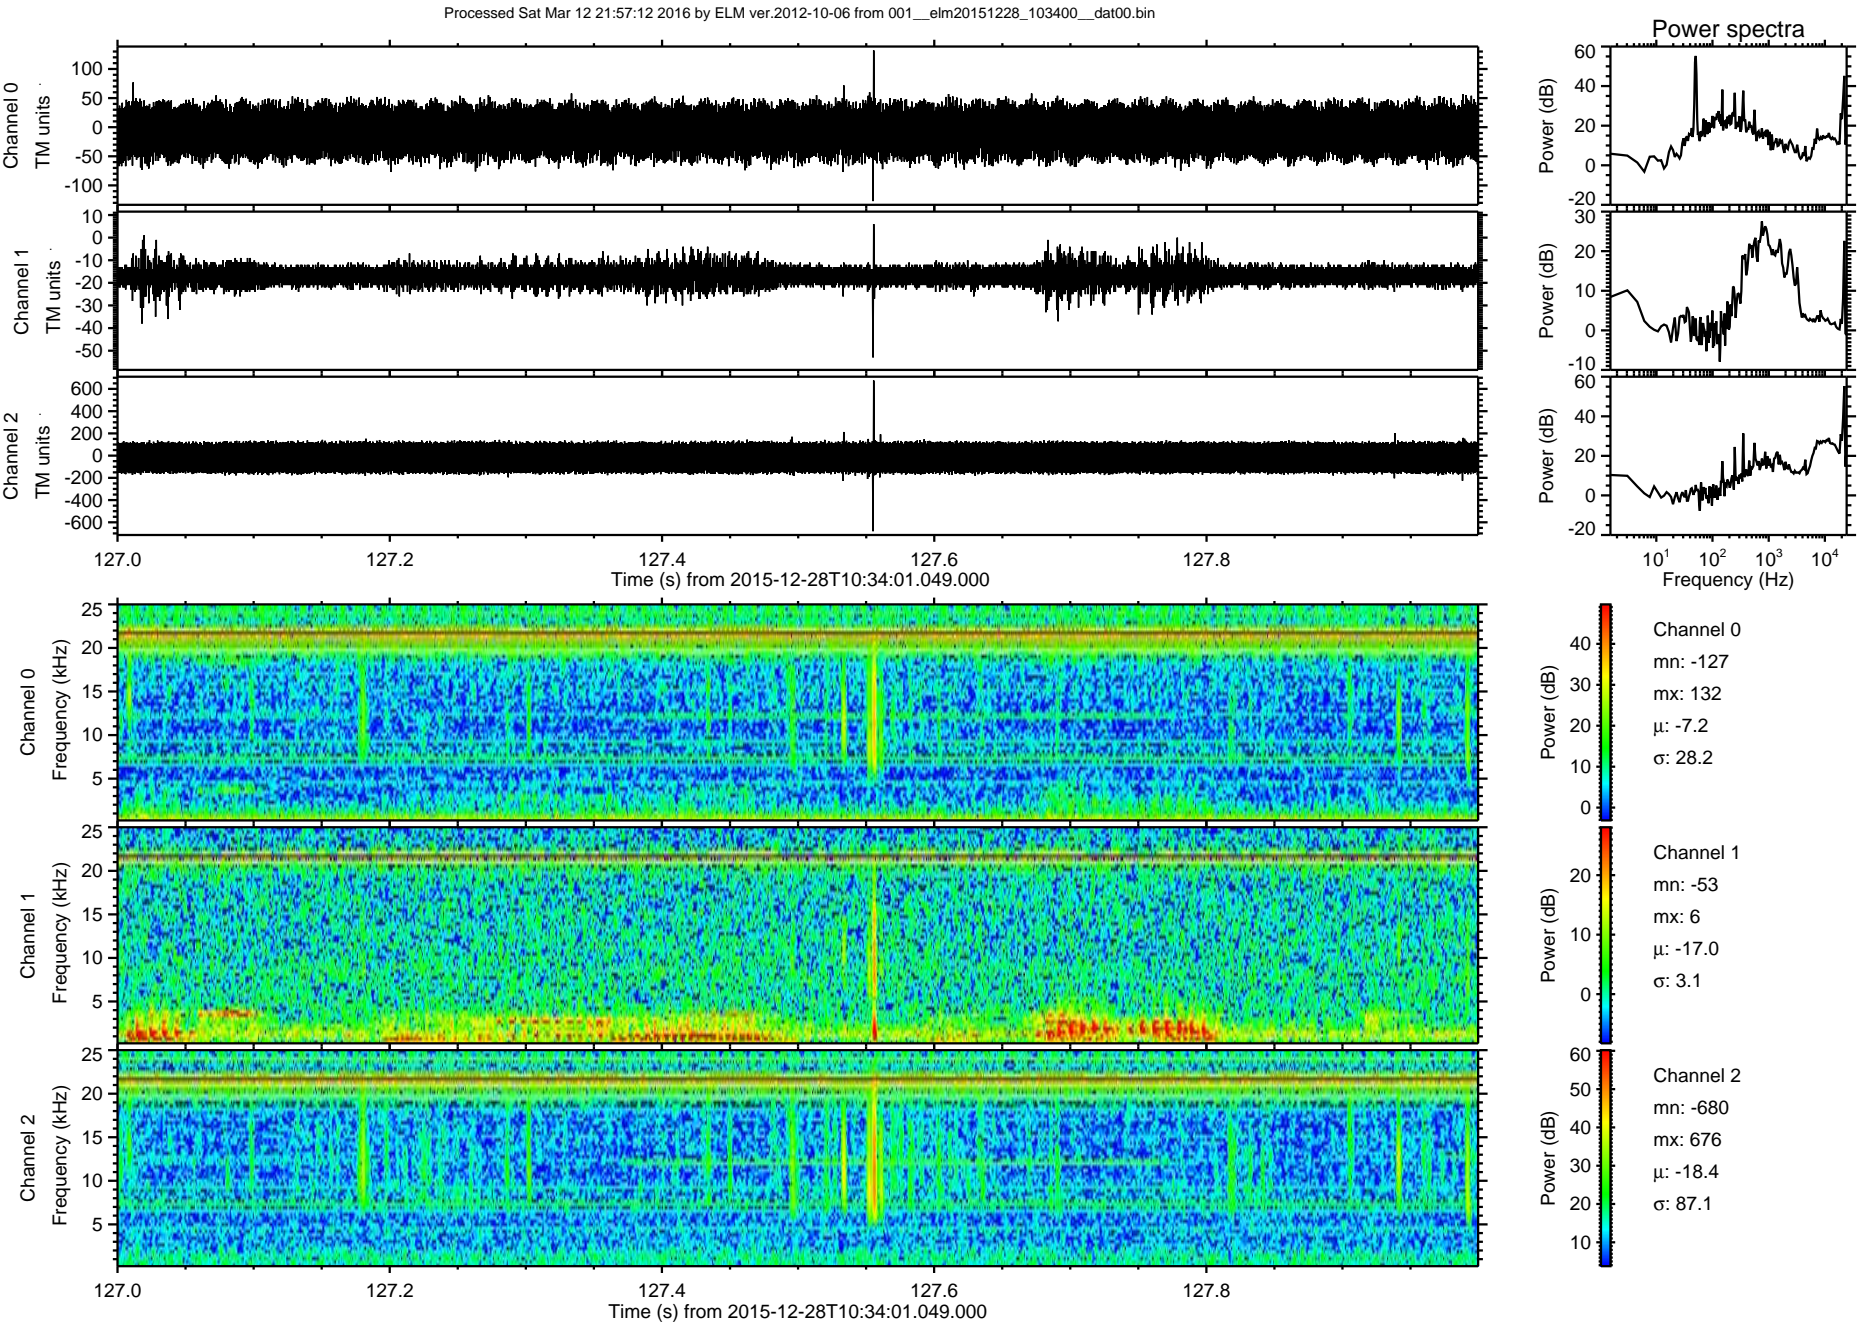 Processed Sat Mar 12 21:57:12 2016 by ELM ver.2012-10-06 from 001__elm20151228_103400__dat00.bin
Power spectra
Channel 0
TM units
100
50
0
-50
-100
Power (dB)
60
40
20
0
-20
Channel 1
TM units
10
0
-10
-20
-30
-40
-50
Power (dB)
30
20
10
0
-10
Channel 2
TM units
600
400
200
0
-200
-400
-600
Power (dB)
60
40
20
0
-20
127.0 127.2 127.4 127.6 127.8
Time (s) from 2015-12-28T10:34:01.049.000
10^1 10^2 10^3 10^4
Frequency (Hz)
Channel 0
Frequency (kHz)
25
20
15
10
5
Power (dB)
40
30
20
10
0
Channel 0
mn: -127
mx: 132
μ: -7.2
σ: 28.2
Channel 1
Frequency (kHz)
25
20
15
10
5
Power (dB)
20
10
0
Channel 1
mn: -53
mx: 6
μ: -17.0
σ: 3.1
Channel 2
Frequency (kHz)
25
20
15
10
5
Power (dB)
60
50
40
30
20
10
Channel 2
mn: -680
mx: 676
μ: -18.4
σ: 87.1
127.0 127.2 127.4 127.6 127.8
Time (s) from 2015-12-28T10:34:01.049.000